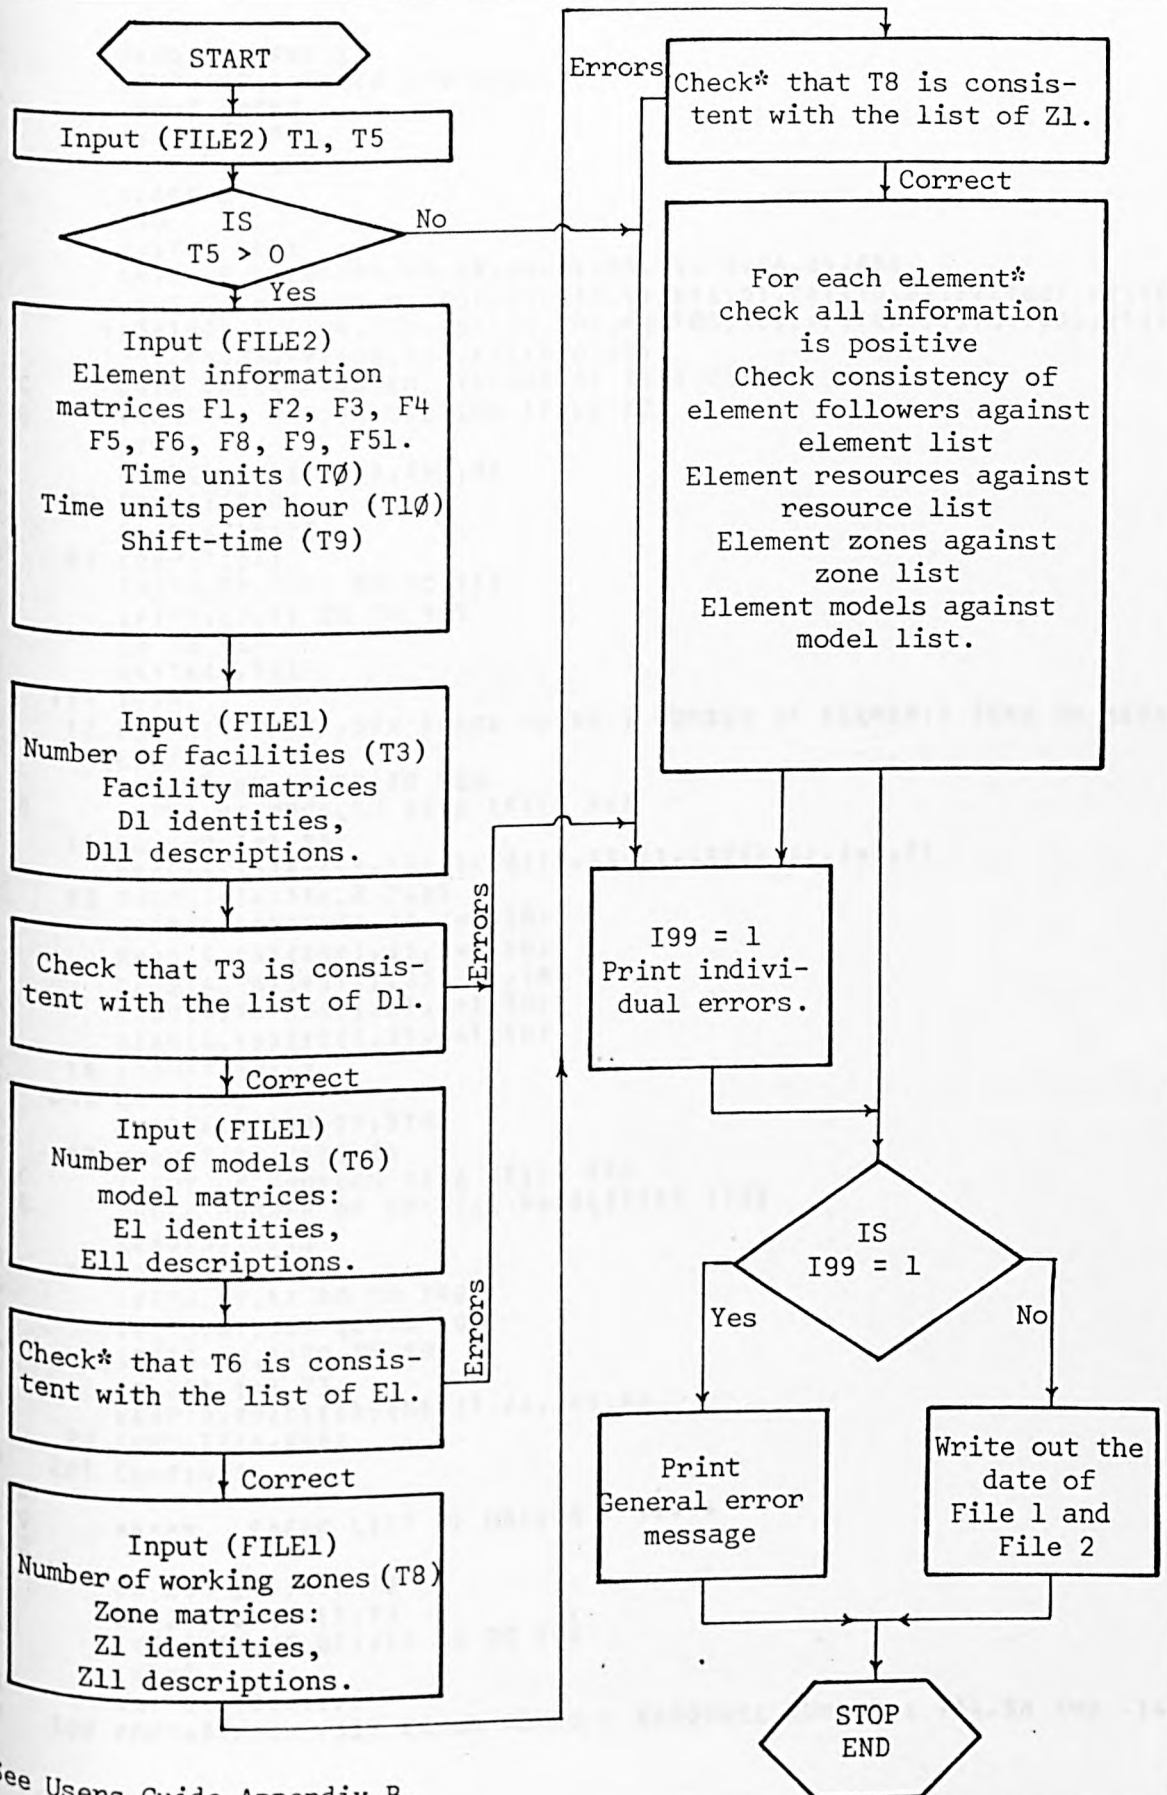 START
Input (FILE2) T1, T5
IS
T5 > 0
No
Yes
Input (FILE2)
Element information
matrices F1, F2, F3, F4
F5, F6, F8, F9, F51.
Time units (TØ)
Time units per hour (T1Ø)
Shift-time (T9)
Input (FILE1)
Number of facilities (T3)
Facility matrices
D1 identities,
D11 descriptions.
Check that T3 is consis-
tent with the list of D1.
Errors
Correct
Input (FILE1)
Number of models (T6)
model matrices:
E1 identities,
E11 descriptions.
Check* that T6 is consis-
tent with the list of E1.
Errors
Correct
Input (FILE1)
Number of working zones (T8)
Zone matrices:
Z1 identities,
Z11 descriptions.
Errors
Check* that T8 is consis-
tent with the list of Z1.
Correct
For each element*
check all information
is positive
Check consistency of
element followers against
element list
Element resources against
resource list
Element zones against
zone list
Element models against
model list.
I99 = 1
Print indivi-
dual errors.
IS
I99 = 1
Yes
No
Print
General error
message
Write out the
date of
File 1 and
File 2
STOP
END
See Users Guide Appendix B